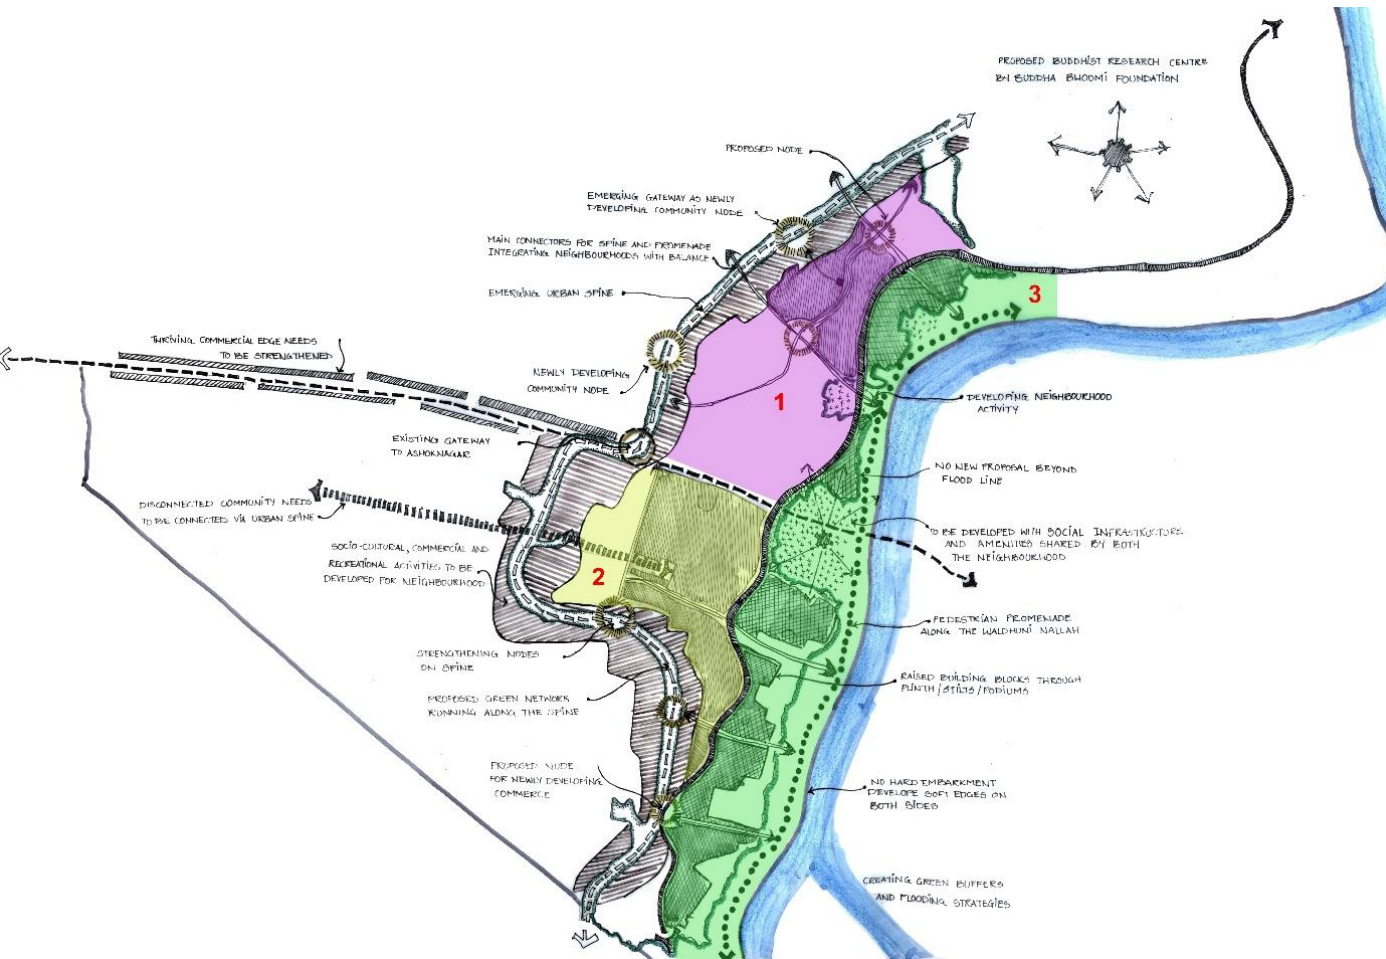 PROPOSED BUDDHIST RESEARCH CENTRE
BY BUDDHA BHOOMI FOUNDATION
PROPOSED NODE
EMERGING GATEWAY AS NEWLY
DEVELOPING COMMUNITY NODE
MAIN CONNECTORS FOR SPINE AND PROMENADE
INTEGRATING NEIGHBOURHOODS WITH BALANCE
EMERGING URBAN SPINE
THRIVING COMMERCIAL EDGE NEEDS
TO BE STRENGTHENED
NEWLY DEVELOPING
COMMUNITY NODE
EXISTING GATEWAY
TO ASHOKNAGAR
DISCONNECTED COMMUNITY NEEDS
TO BE CONNECTED VIA URBAN SPINE
SOCIO-CULTURAL, COMMERCIAL AND
RECREATIONAL ACTIVITIES TO BE
DEVELOPED FOR NEIGHBOURHOOD
STRENGTHENING NODES
ON SPINE
PROPOSED GREEN NETWORK
RUNNING ALONG THE SPINE
PROPOSED NODE
FOR NEWLY DEVELOPING
COMMERCE
1
2
3
DEVELOPING NEIGHBOURHOOD
ACTIVITY
NO NEW PROPOSAL BEYOND
FLOOD LINE
TO BE DEVELOPED WITH SOCIAL INFRASTRUCTURE
AND AMENITIES SHARED BY BOTH
THE NEIGHBOURHOOD
PEDESTRIAN PROMENADE
ALONG THE WALDHUNI NALLAH
RAISED BUILDING BLOCKS THROUGH
PLINTH/STILTS/PODIUMS
NO HARD EMBARKMENT
DEVELOPE SOFT EDGES ON
BOTH SIDES
CREATING GREEN BUFFERS
AND FLOODING STRATEGIES